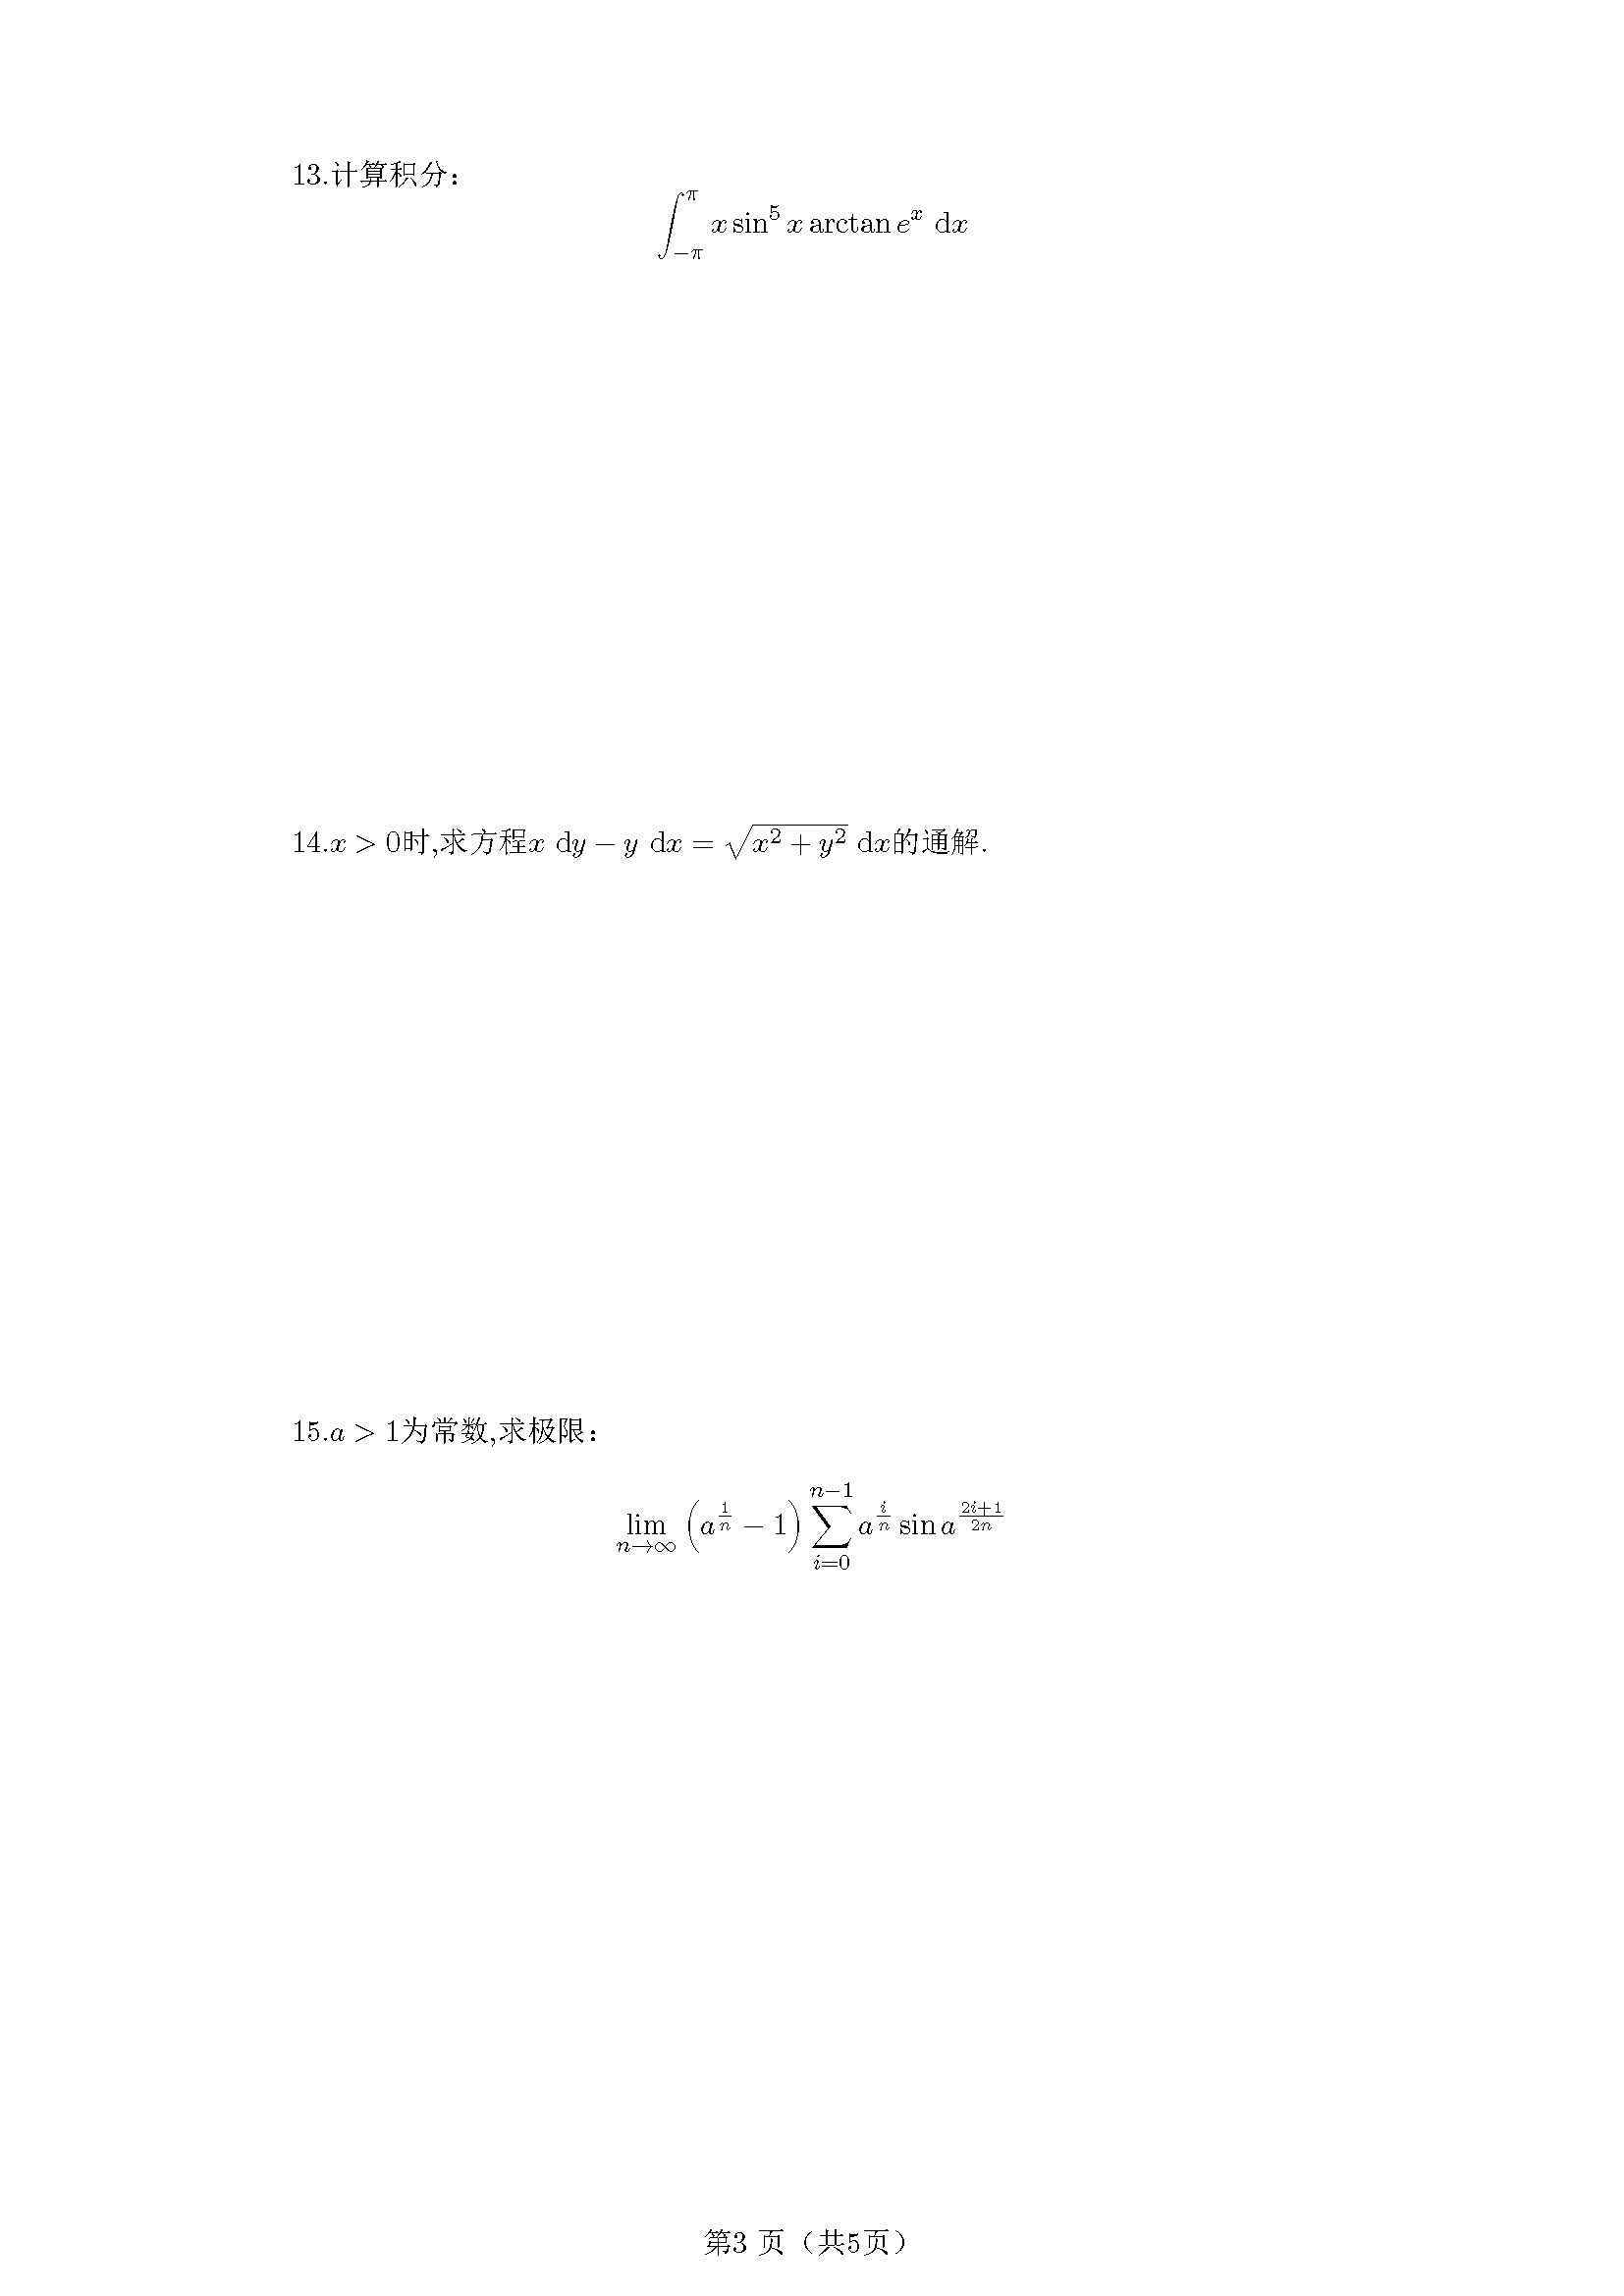 13.计算积分：
$$\int_{-\pi}^{\pi} x \sin^5 x \arctan e^x \ \mathrm{d}x$$
14.$x > 0$时,求方程$x \ \mathrm{d}y - y \ \mathrm{d}x = \sqrt{x^2 + y^2} \ \mathrm{d}x$的通解.
15.$a > 1$为常数,求极限：
$$\lim_{n \to \infty} \left( a^{\frac{1}{n}} - 1 \right) \sum_{i=0}^{n-1} a^{\frac{i}{n}} \sin a^{\frac{2i+1}{2n}}$$
第3 页（共5页）